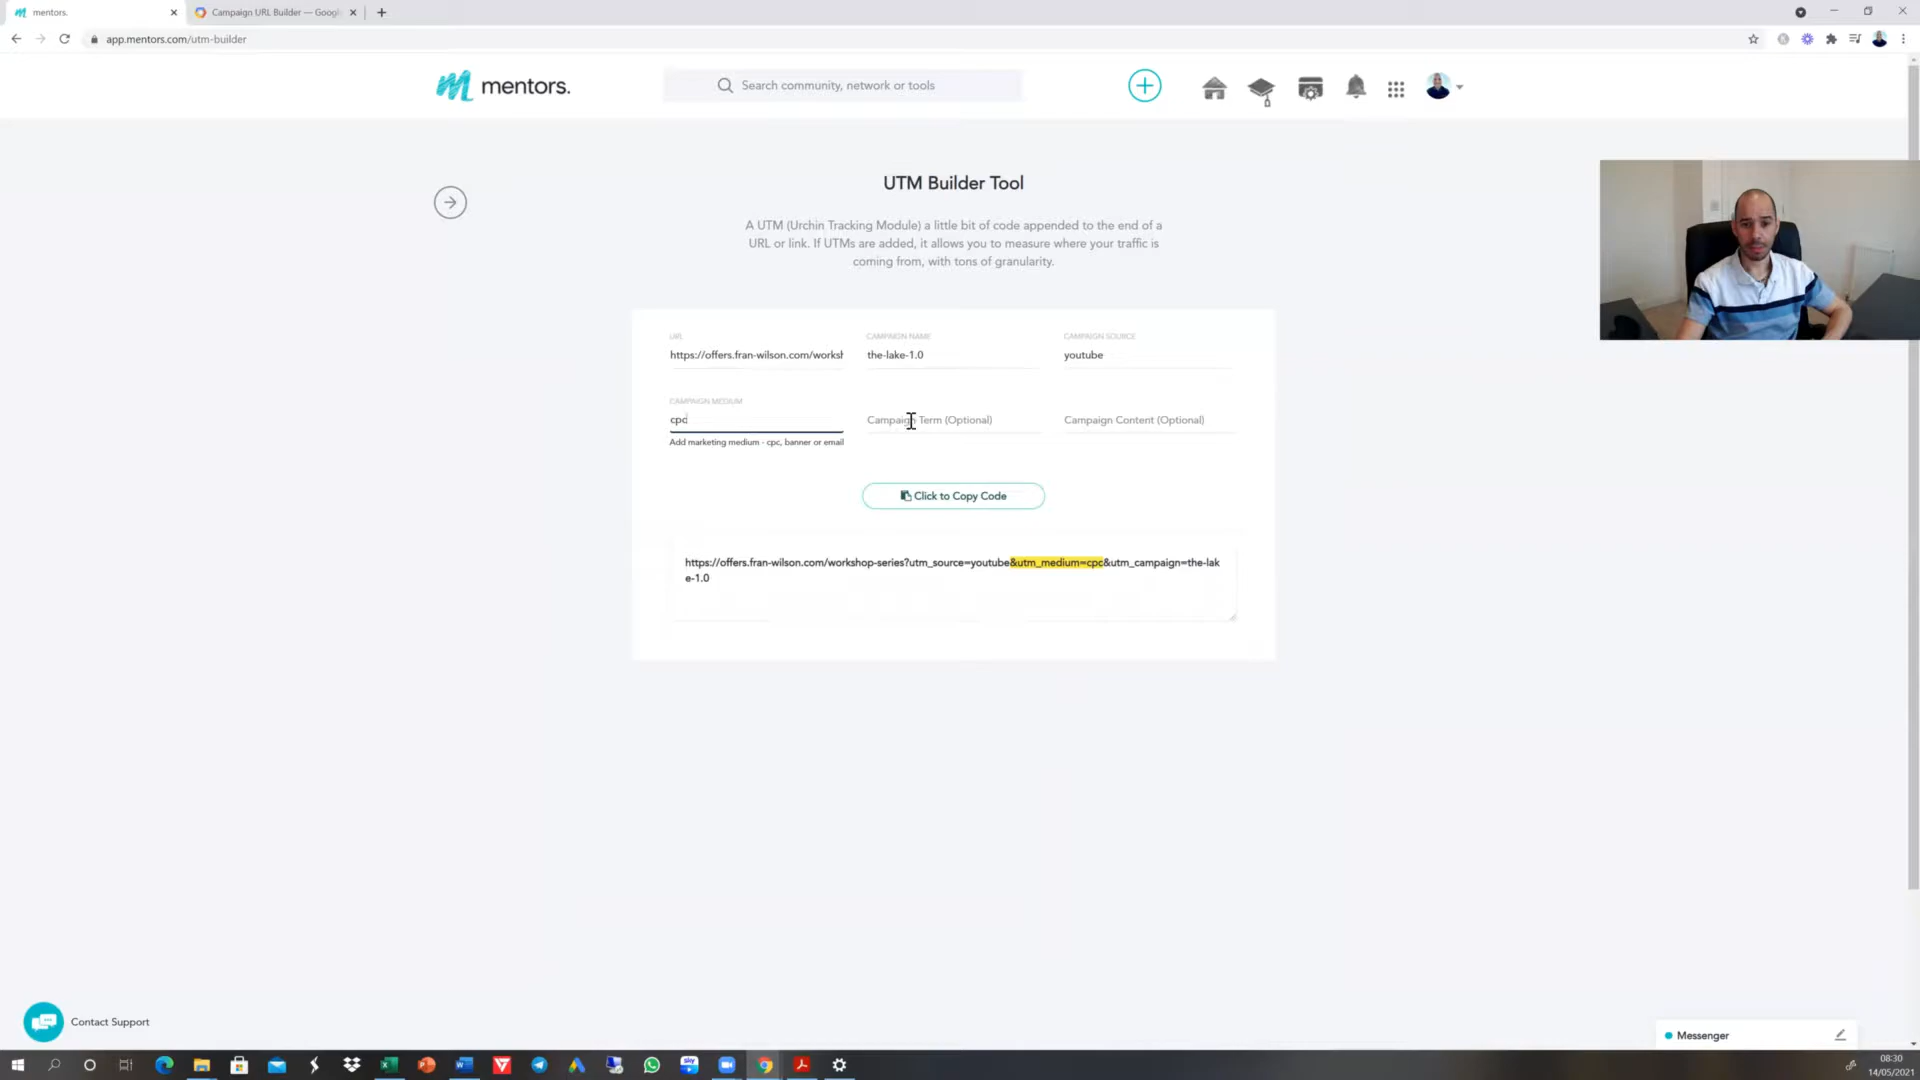 mentors.
Campaign URL Builder — Googl
app.mentors.com/utm-builder
mentors.
Search community, network or tools
UTM Builder Tool
A UTM (Urchin Tracking Module) a little bit of code appended to the end of a
URL or link. If UTMs are added, it allows you to measure where your traffic is
coming from, with tons of granularity.
URL
CAMPAIGN NAME
CAMPAIGN SOURCE
https://offers.fran-wilson.com/worksh
the-lake-1.0
youtube
CAMPAIGN MEDIUM
cpc
Campaign Term (Optional)
Campaign Content (Optional)
Add marketing medium - cpc, banner or email
Click to Copy Code
https://offers.fran-wilson.com/workshop-series?utm_source=youtube&utm_medium=cpc&utm_campaign=the-lak
e-1.0
Contact Support
Messenger
sky
08:30
14/05/2021